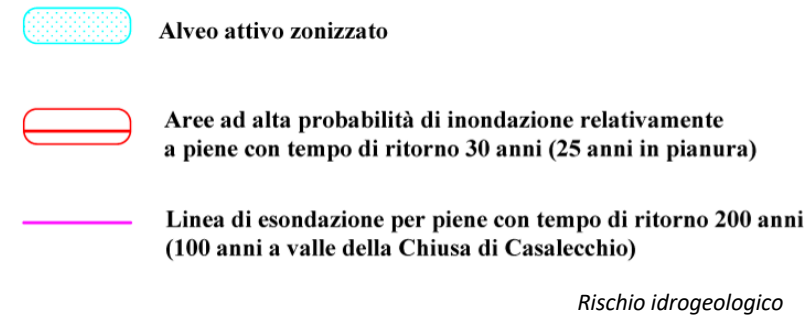 Alveo attivo zonizzato
Aree ad alta probabilità di inondazione relativamente
a piene con tempo di ritorno 30 anni (25 anni in pianura)
Linea di esondazione per piene con tempo di ritorno 200 anni
(100 anni a valle della Chiusa di Casalecchio)
Rischio idrogeologico